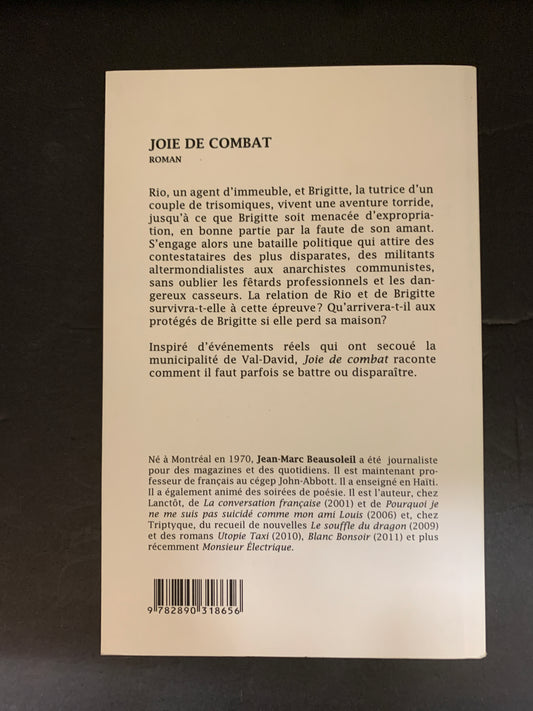 JOIE DE COMBAT
ROMAN
Rio, un agent d'immeuble, et Brigitte, la tutrice d'un
couple de trisomiques, vivent une aventure torride,
jusqu'à ce que Brigitte soit menacée d'expropria-
tion, en bonne partie par la faute de son amant.
S'engage alors une bataille politique qui attire des
contestataires des plus disparates, des militants
altermondialistes aux anarchistes communistes,
sans oublier les fêtards professionnels et les dan-
gereux casseurs. La relation de Rio et de Brigitte
survivra-t-elle à cette épreuve? Qu'arrivera-t-il aux
protégés de Brigitte si elle perd sa maison?
Inspiré d'événements réels qui ont secoué la
municipalité de Val-David, Joie de combat raconte
comment il faut parfois se battre ou disparaître.
Né à Montréal en 1970, Jean-Marc Beausoleil a été journaliste
pour des magazines et des quotidiens. Il est maintenant pro-
fesseur de français au cégep John-Abbott. Il a enseigné en Haïti.
Il a également animé des soirées de poésie. Il est l'auteur, chez
Lanctôt, de La conversation française (2001) et de Pourquoi je
ne me suis pas suicidé comme mon ami Louis (2006) et, chez
Triptyque, du recueil de nouvelles Le souffle du dragon (2009)
et des romans Utopie Taxi (2010), Blanc Bonsoir (2011) et plus
récemment Monsieur Électrique.
9 782890 318656